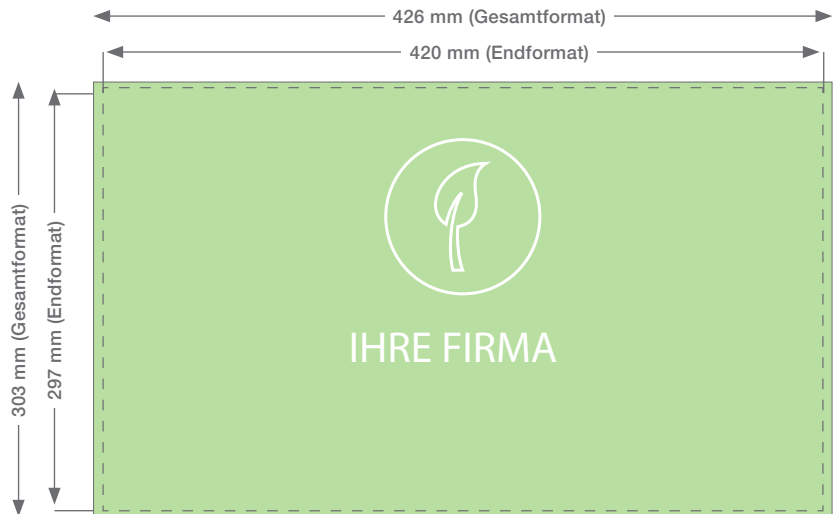 426 mm (Gesamtformat)
420 mm (Endformat)
303 mm (Gesamtformat)
297 mm (Endformat)
IHRE FIRMA